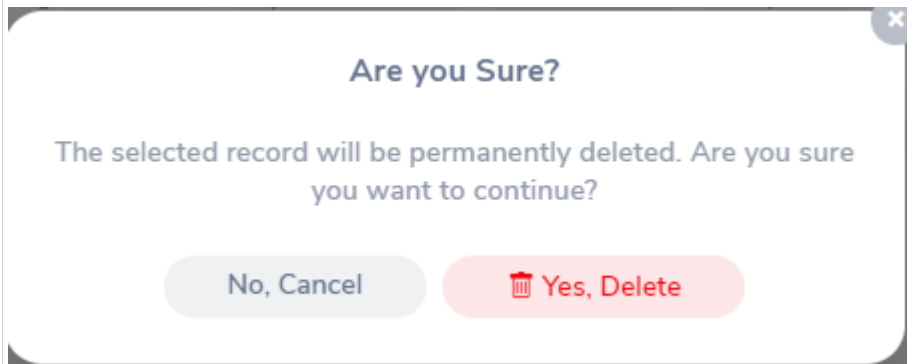 Are you Sure?
The selected record will be permanently deleted. Are you sure
you want to continue?
No, Cancel
Yes, Delete